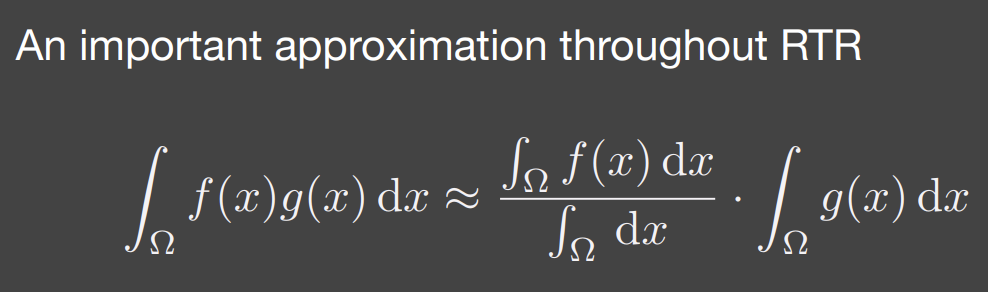 An important approximation throughout RTR
∫_Ω f(x)g(x) dx ≈ ∫_Ω f(x) dx / ∫_Ω dx · ∫_Ω g(x) dx